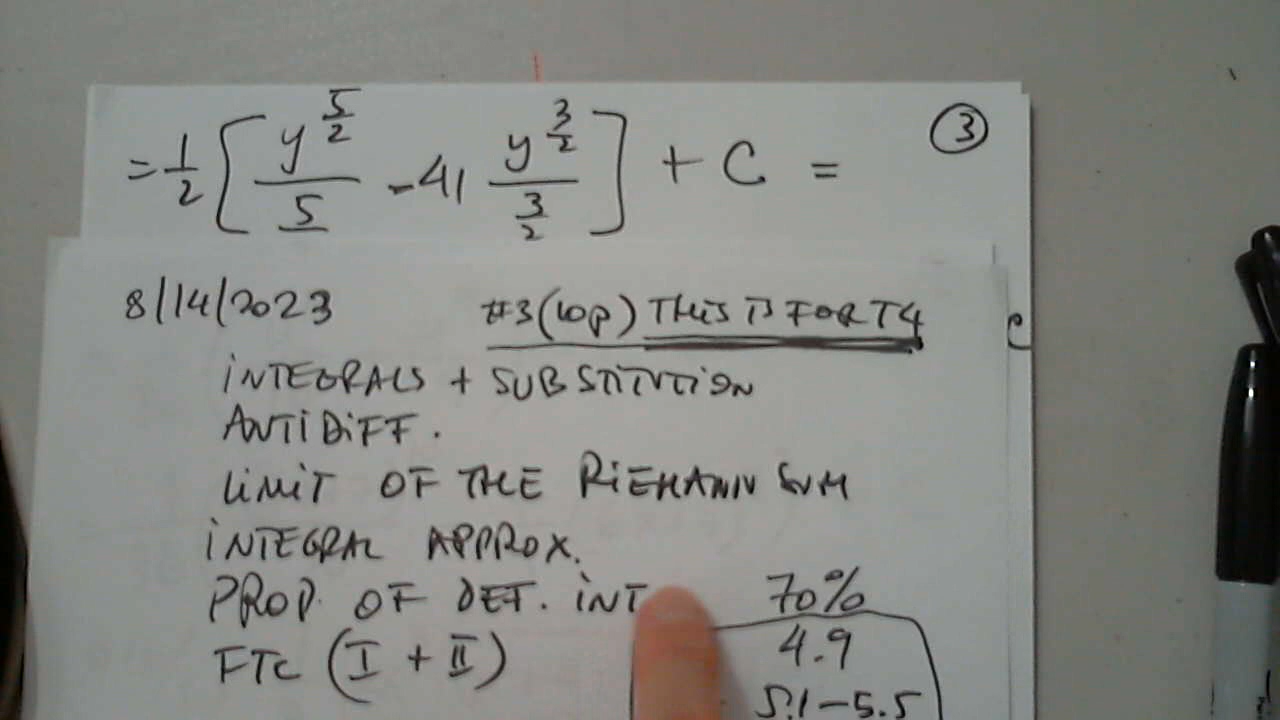 = 1/2 [ y^(5/2) / 5 - 41 y^(3/2) / (3/2) ] + C =
③
8/14/2023 #3 (LOP) THIS IS FOR T4
INTEGRALS + SUBSTITUTION
ANTIDIFF.
LIMIT OF THE RIEMANN SUM
INTEGRAL APPROX.
PROP. OF DEF. INT 70%
FTC (I + II) 4.9
5.1-5.5